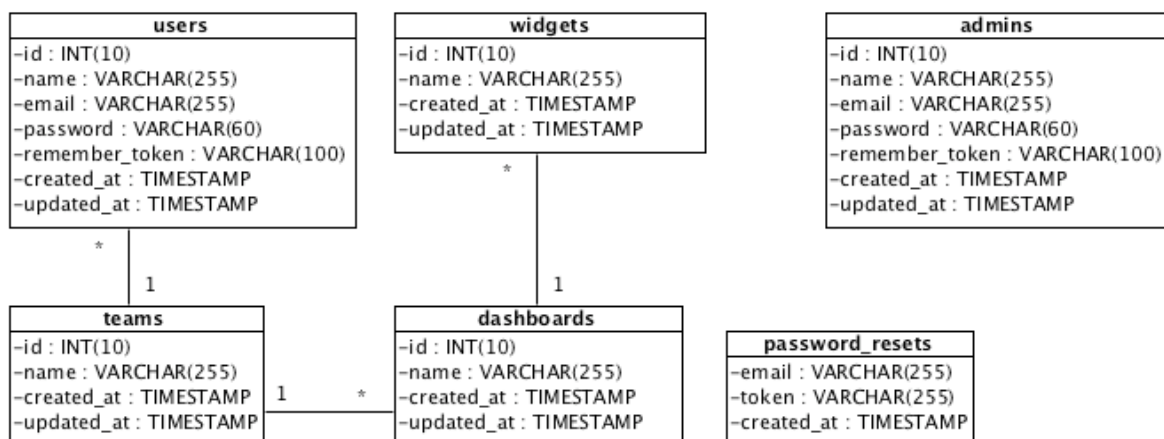 users
-id : INT(10)
-name : VARCHAR(255)
-email : VARCHAR(255)
-password : VARCHAR(60)
-remember_token : VARCHAR(100)
-created_at : TIMESTAMP
-updated_at : TIMESTAMP
widgets
-id : INT(10)
-name : VARCHAR(255)
-created_at : TIMESTAMP
-updated_at : TIMESTAMP
admins
-id : INT(10)
-name : VARCHAR(255)
-email : VARCHAR(255)
-password : VARCHAR(60)
-remember_token : VARCHAR(100)
-created_at : TIMESTAMP
-updated_at : TIMESTAMP
*
1
*
1
teams
-id : INT(10)
-name : VARCHAR(255)
-created_at : TIMESTAMP
-updated_at : TIMESTAMP
1
*
dashboards
-id : INT(10)
-name : VARCHAR(255)
-created_at : TIMESTAMP
-updated_at : TIMESTAMP
password_resets
-email : VARCHAR(255)
-token : VARCHAR(255)
-created_at : TIMESTAMP